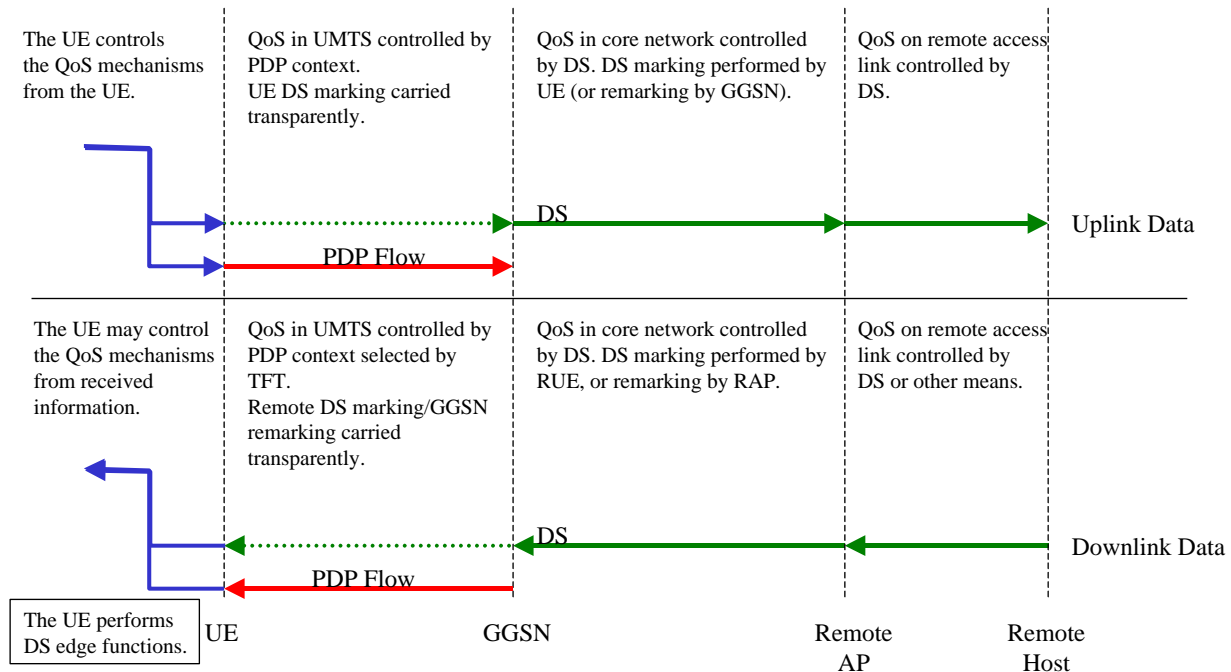 The UE controls
the QoS mechanisms
from the UE.
QoS in UMTS controlled by
PDP context.
UE DS marking carried
transparently.
QoS in core network controlled
by DS. DS marking performed by
UE (or remarking by GGSN).
QoS on remote access
link controlled by
DS.
DS
Uplink Data
PDP Flow
The UE may control
the QoS mechanisms
from received
information.
QoS in UMTS controlled by
PDP context selected by
TFT.
Remote DS marking/GGSN
remarking carried
transparently.
QoS in core network controlled
by DS. DS marking performed by
RUE, or remarking by RAP.
QoS on remote access
link controlled by
DS or other means.
DS
Downlink Data
PDP Flow
The UE performs
DS edge functions.
UE
GGSN
Remote
AP
Remote
Host